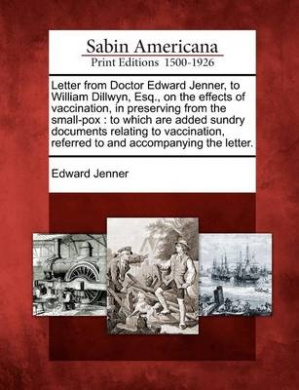 Sabin Americana
Print Editions 1500-1926
Letter from Doctor Edward Jenner, to
William Dillwyn, Esq., on the effects of
vaccination, in preserving from the
small-pox : to which are added sundry
documents relating to vaccination,
referred to and accompanying the letter.
Edward Jenner